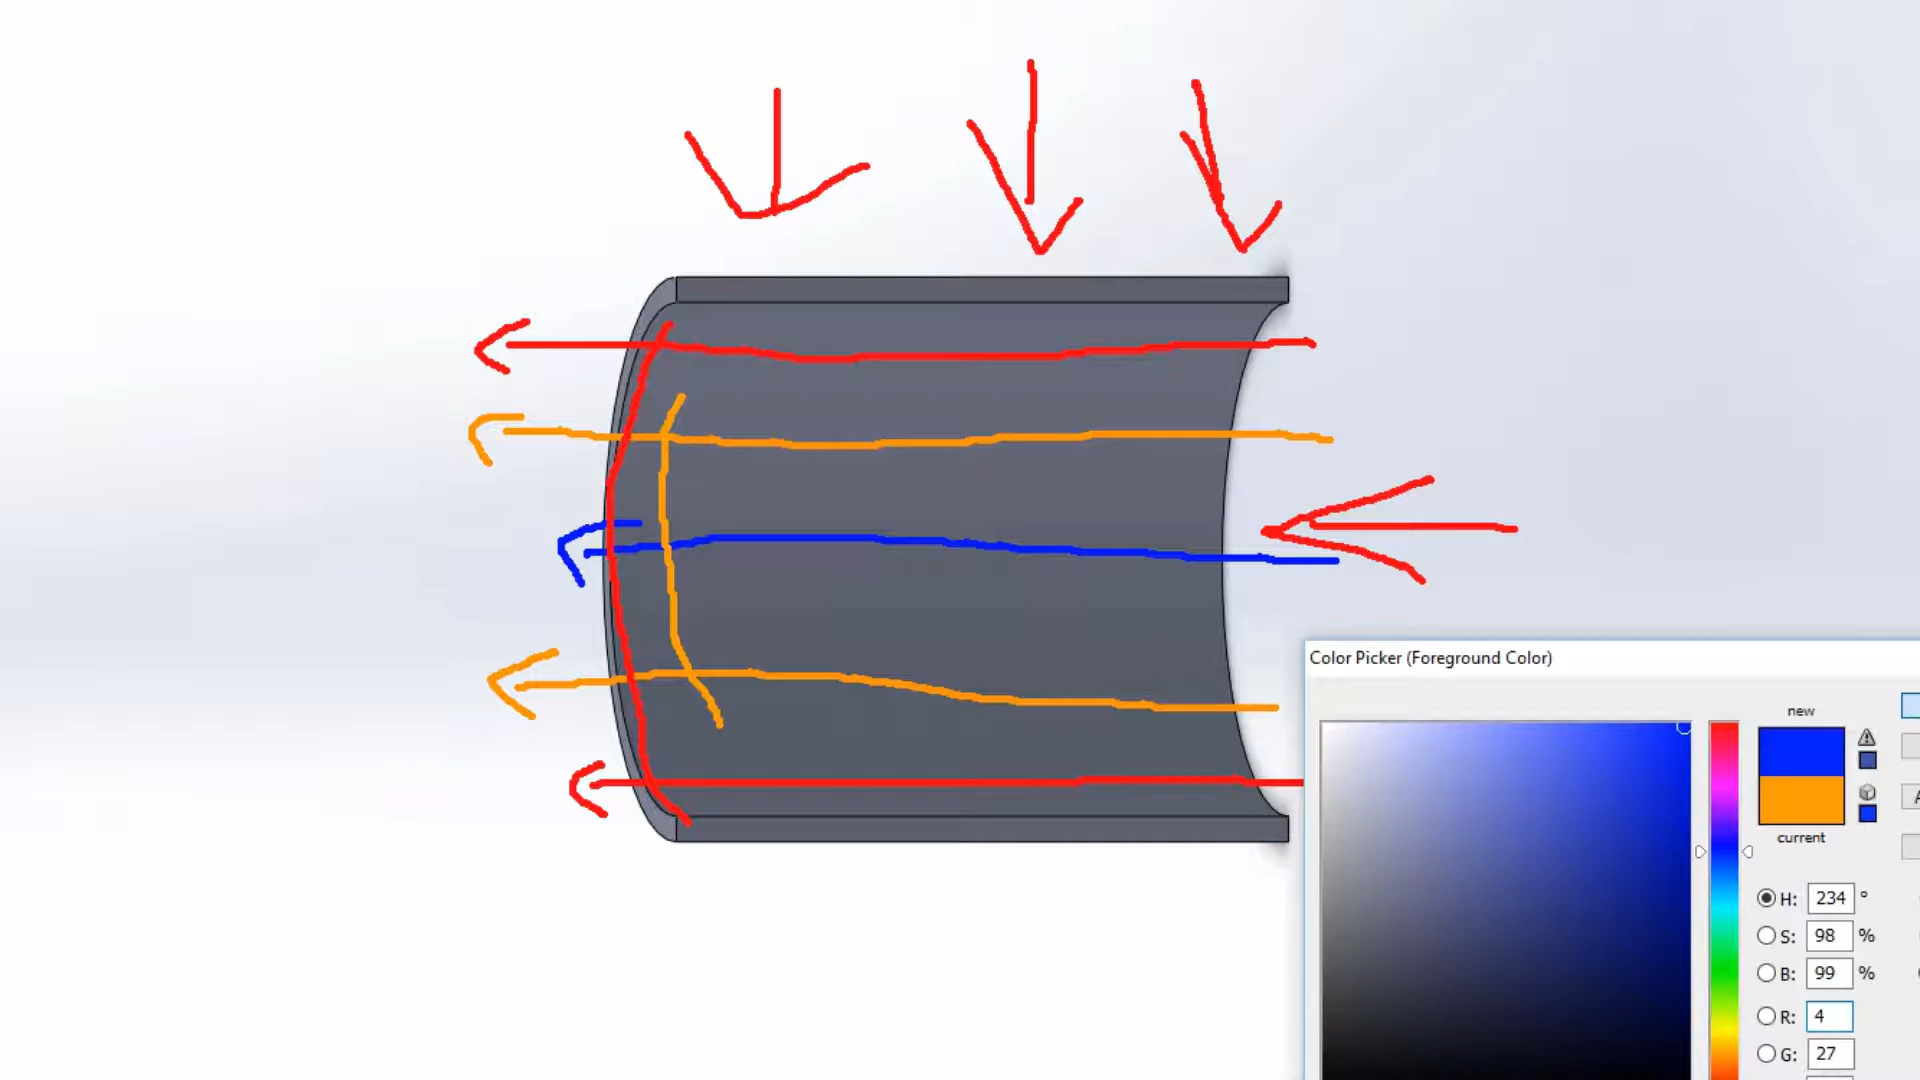 Color Picker (Foreground Color)
new
current
H: 234 °
S: 98 %
B: 99 %
R: 4
G: 27